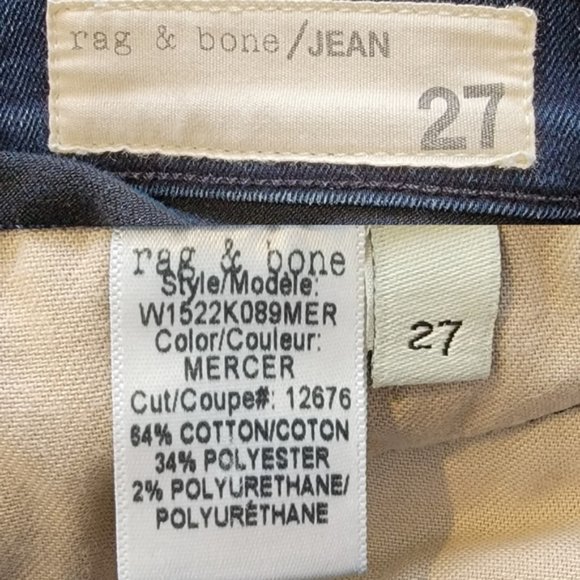 rag & bone/JEAN
27
rag & bone
Style/Modèle:
W1522K089MER
Color/Couleur:
MERCER
Cut/Coupe#: 12676
64% COTTON/COTON
34% POLYESTER
2% POLYURETHANE/
POLYURÉTHANE
27